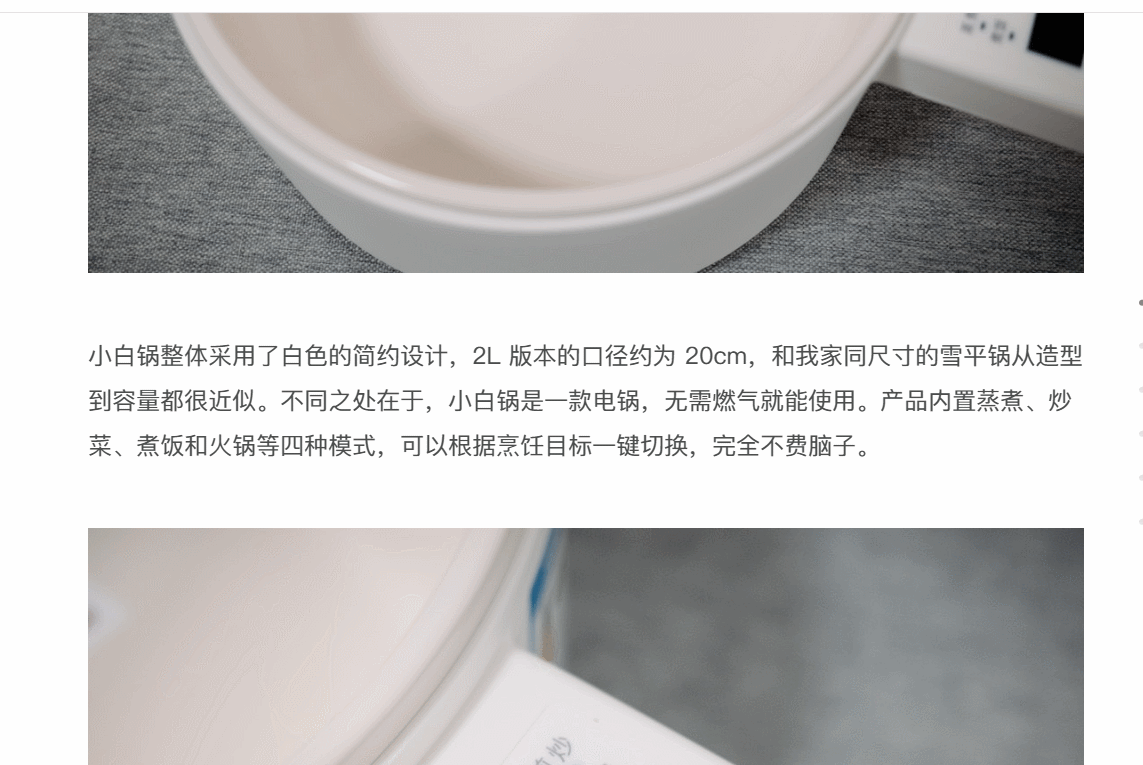 小白锅整体采用了白色的简约设计，2L 版本的口径约为 20cm，和我家同尺寸的雪平锅从造型
到容量都很近似。不同之处在于，小白锅是一款电锅，无需燃气就能使用。产品内置蒸煮、炒
菜、煮饭和火锅等四种模式，可以根据烹饪目标一键切换，完全不费脑子。
炒